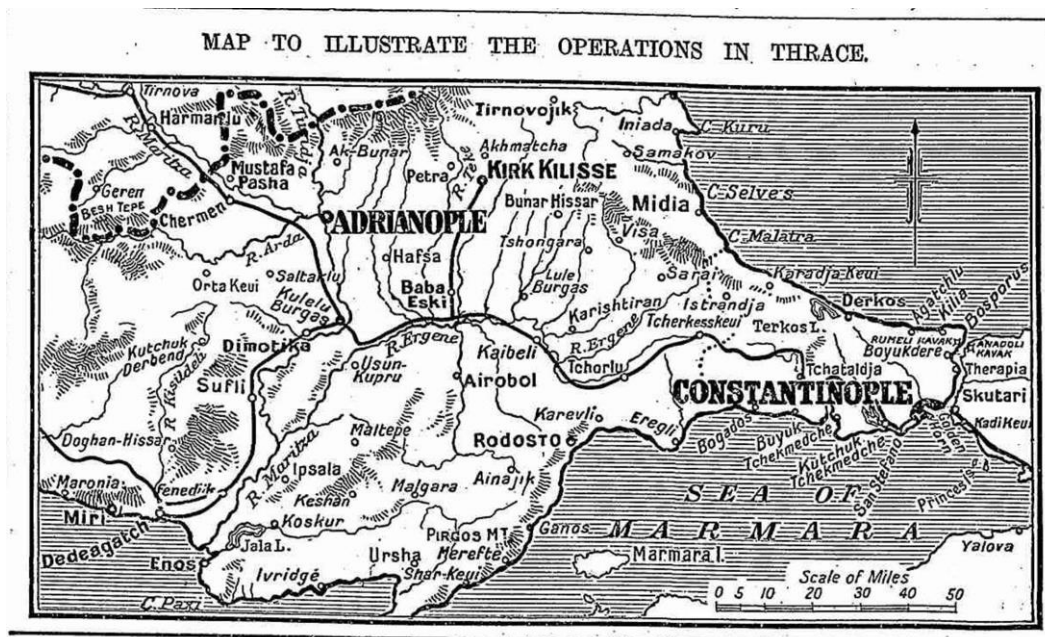 MAP TO ILLUSTRATE THE OPERATIONS IN THRACE.
Tirnova
Harmanlu
R. Maritza
R. Tundja
Mustafa
Pasha
Geren
BESH TEPE
Chermen
Ak-Bunar
ADRIANOPLE
R. Arda
Petra
R. Teke
Akhmatcha
KIRK KILISSE
Tirnovojik
Iniada
C-Kuru
Samakov
C-Selve's
Bunar Hissar
Midia
Visa
C-Malatra
Tshongara
Hafsa
Baba
Eski
Lule
Burgas
Sarai
Karadja-Keui
Istrandja
Derkos
Terkos L.
Agatchlu
Kilia
Bosporus
RUMELI KAVAK
ANADOLI
KAVAK
Boyukdere
Therapia
Skutari
Kadi Keui
Orta Keui
Saltaklu
Kulelu
Burgas
Dimotika
Kutchuk
Derbend
R. Kisildeli
Sufli
Usun-
Kupru
R. Ergene
Kaibeli
Karishtiran
R. Ergene
Tcherkesskeui
Tchorlu
Tchataldja
CONSTANTINOPLE
Golden
Horn
Airobol
Karevli
Eregli
Bogados
Buyuk
Tchekmedche
Kutchuk
Tchekmedche
San Stefano
Princes Is
Doghan-Hissar
Maltepe
RODOSTO
Maronia
Fenedik
R. Maritza
Ipsala
Keshan
Malgara
Ainajik
Miri
Dedeagatch
Koskur
Jala L.
Enos
PIRGOS MT.
Ganos
Merefte
Ursha
Shar-Keui
Ivridgé
C. Paxi
SEA OF
MARMARA
Marmara I.
Yalova
Scale of Miles
0 5 10 20 30 40 50